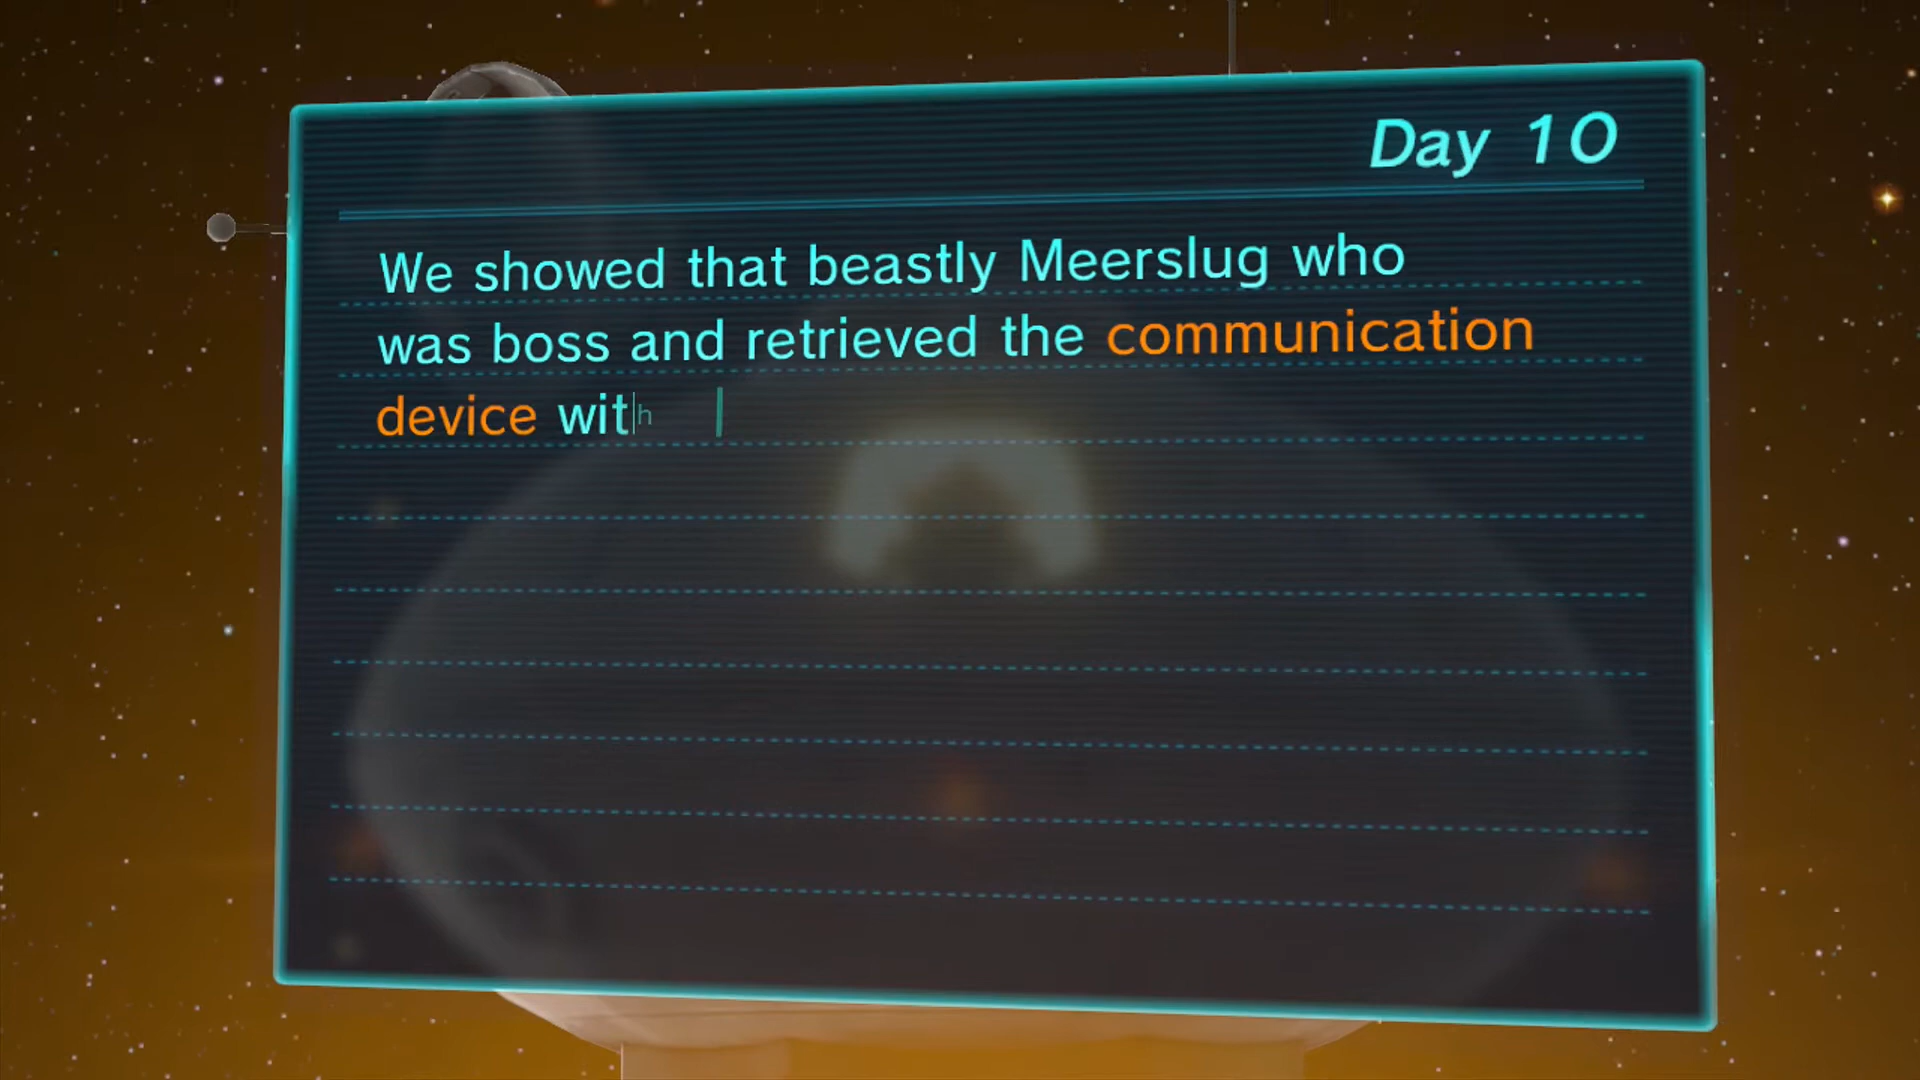 Day 10
We showed that beastly Meerslug who
was boss and retrieved the communication
device with